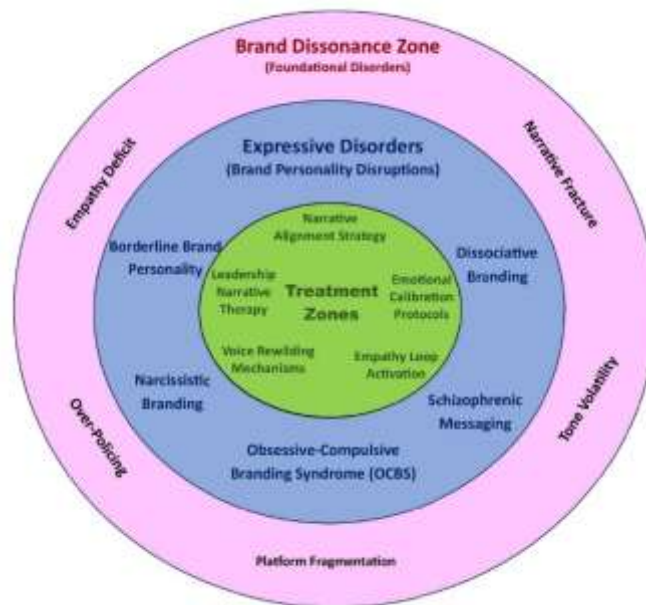 Brand Dissonance Zone
(Foundational Disorders)
Empathy Deficit
Narrative Fracture
Expressive Disorders
(Brand Personality Disruptions)
Narrative
Alignment Strategy
Borderline Brand
Personality
Dissociative
Branding
Leadership
Narrative
Therapy
Treatment
Zones
Emotional
Calibration
Protocols
Voice Rewilding
Mechanisms
Empathy Loop
Activation
Narcissistic
Branding
Schizophrenic
Messaging
Over-Policing
Tone Volatility
Obsessive-Compulsive
Branding Syndrome (OCBS)
Platform Fragmentation